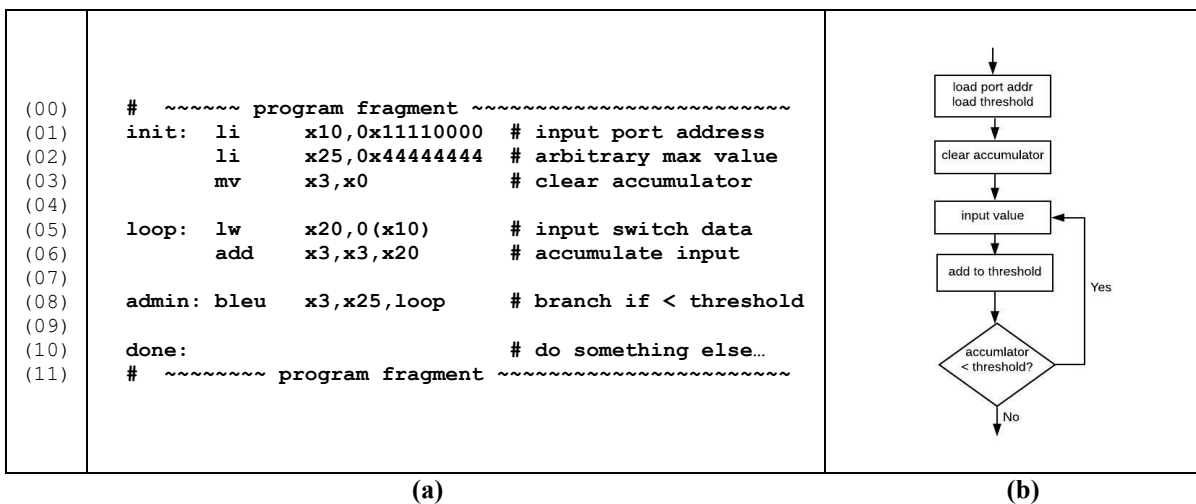 (00) # ~~~~~~ program fragment ~~~~~~~~~~~~~~~~~~~~~~~~~
(01) init: li x10,0x11110000 # input port address
(02) li x25,0x44444444 # arbitrary max value
(03) mv x3,x0 # clear accumulator
(04)
(05) loop: lw x20,0(x10) # input switch data
(06) add x3,x3,x20 # accumulate input
(07)
(08) admin: bleu x3,x25,loop # branch if < threshold
(09)
(10) done: # do something else…
(11) # ~~~~~~~~ program fragment ~~~~~~~~~~~~~~~~~~~~~~~
(a)
load port addr
load threshold
clear accumulator
input value
add to threshold
Yes
accumlator
< threshold?
No
(b)